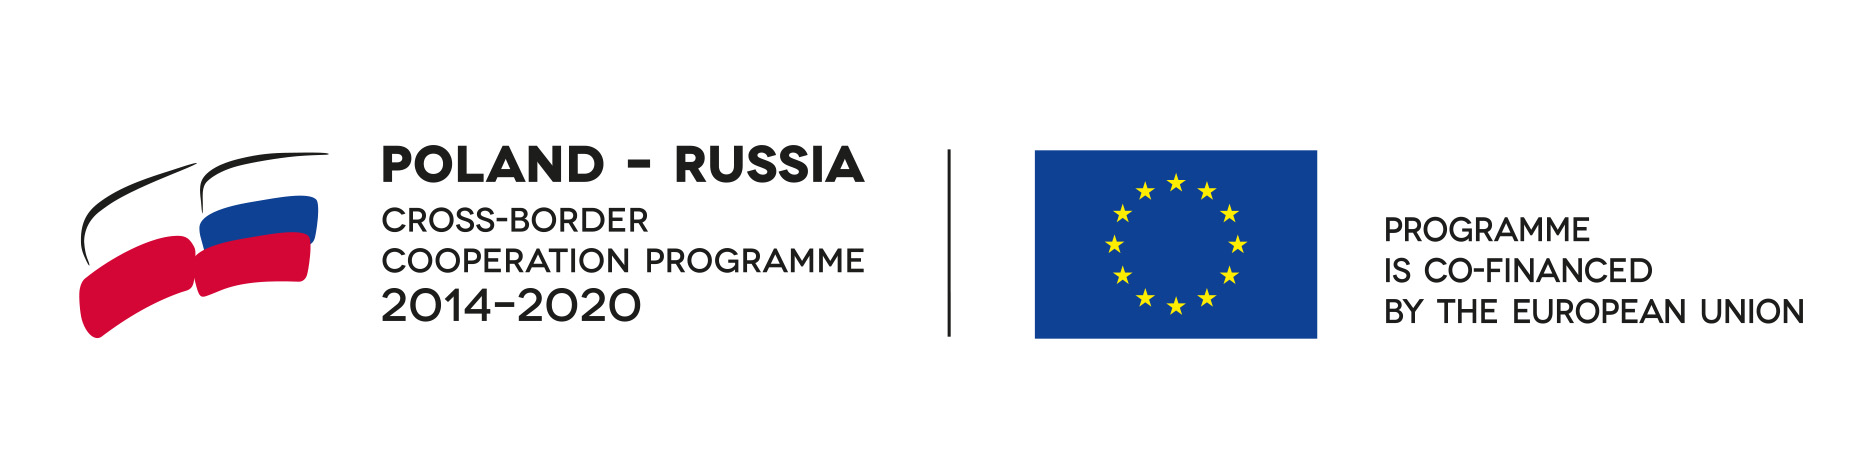 POLAND – RUSSIA
CROSS-BORDER
COOPERATION PROGRAMME
2014–2020
PROGRAMME
IS CO-FINANCED
BY THE EUROPEAN UNION